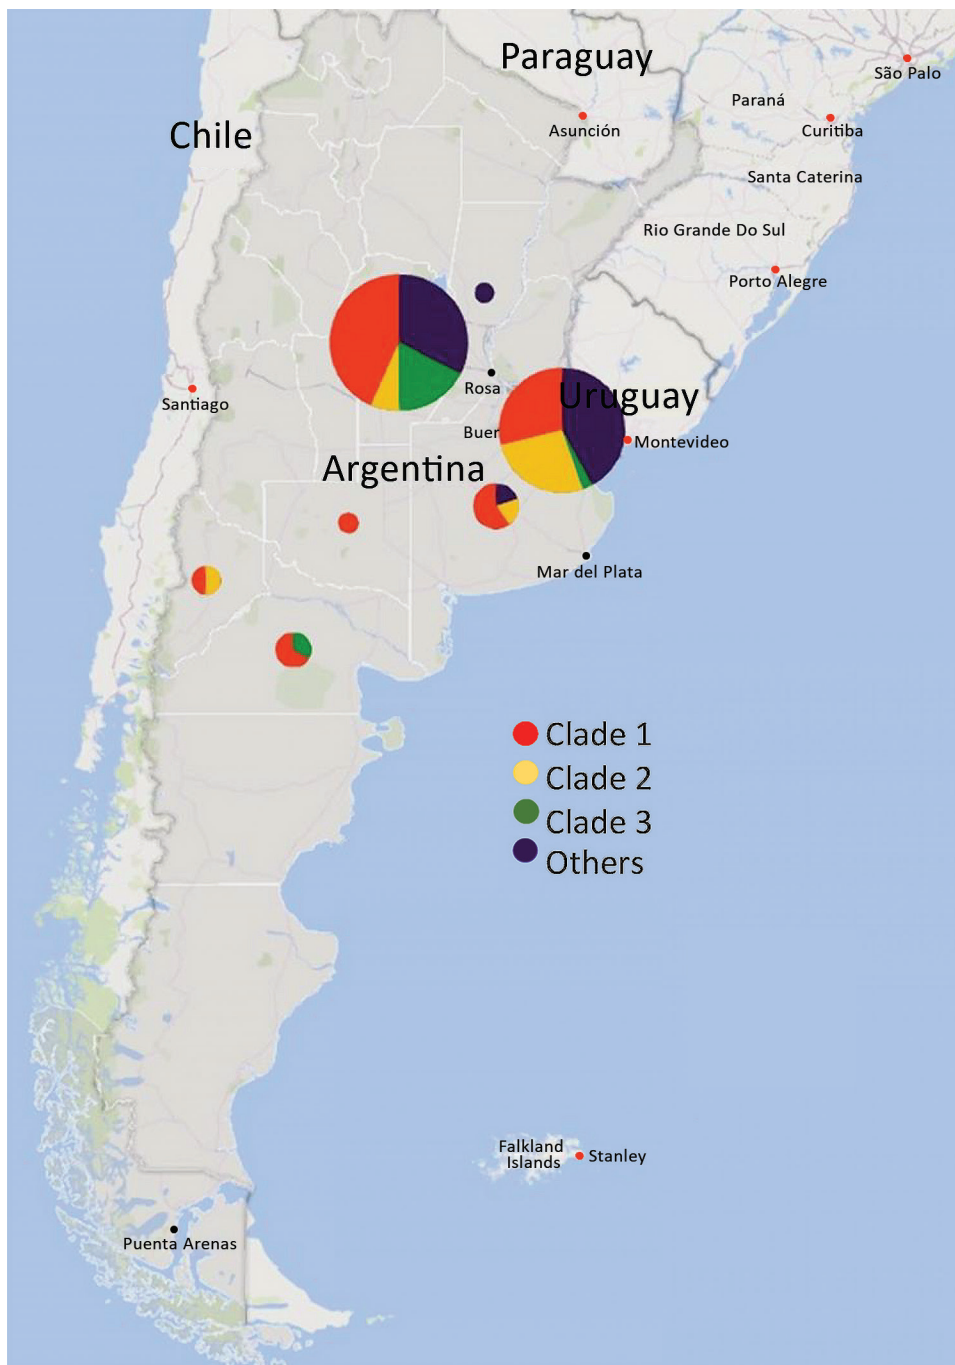 Paraguay
São Palo
Paraná
Asunción
Curitiba
Chile
Santa Caterina
Rio Grande Do Sul
Porto Alegre
Rosa
Uruguay
Santiago
Buer
Montevideo
Argentina
Mar del Plata
Clade 1
Clade 2
Clade 3
Others
Falkland
Islands
Stanley
Puenta Arenas